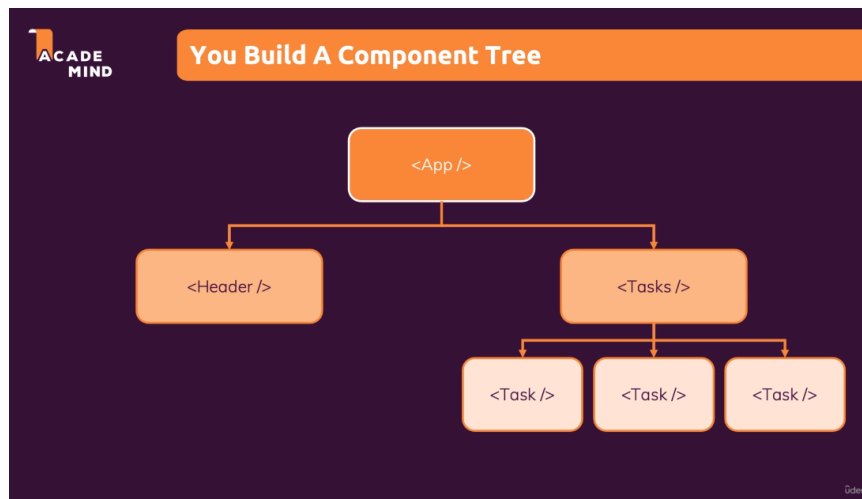 ACADE
MIND
You Build A Component Tree
<App />
<Header />
<Tasks />
<Task />
<Task />
<Task />